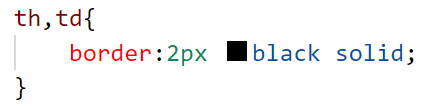 th,td{
border:2px black solid;
}